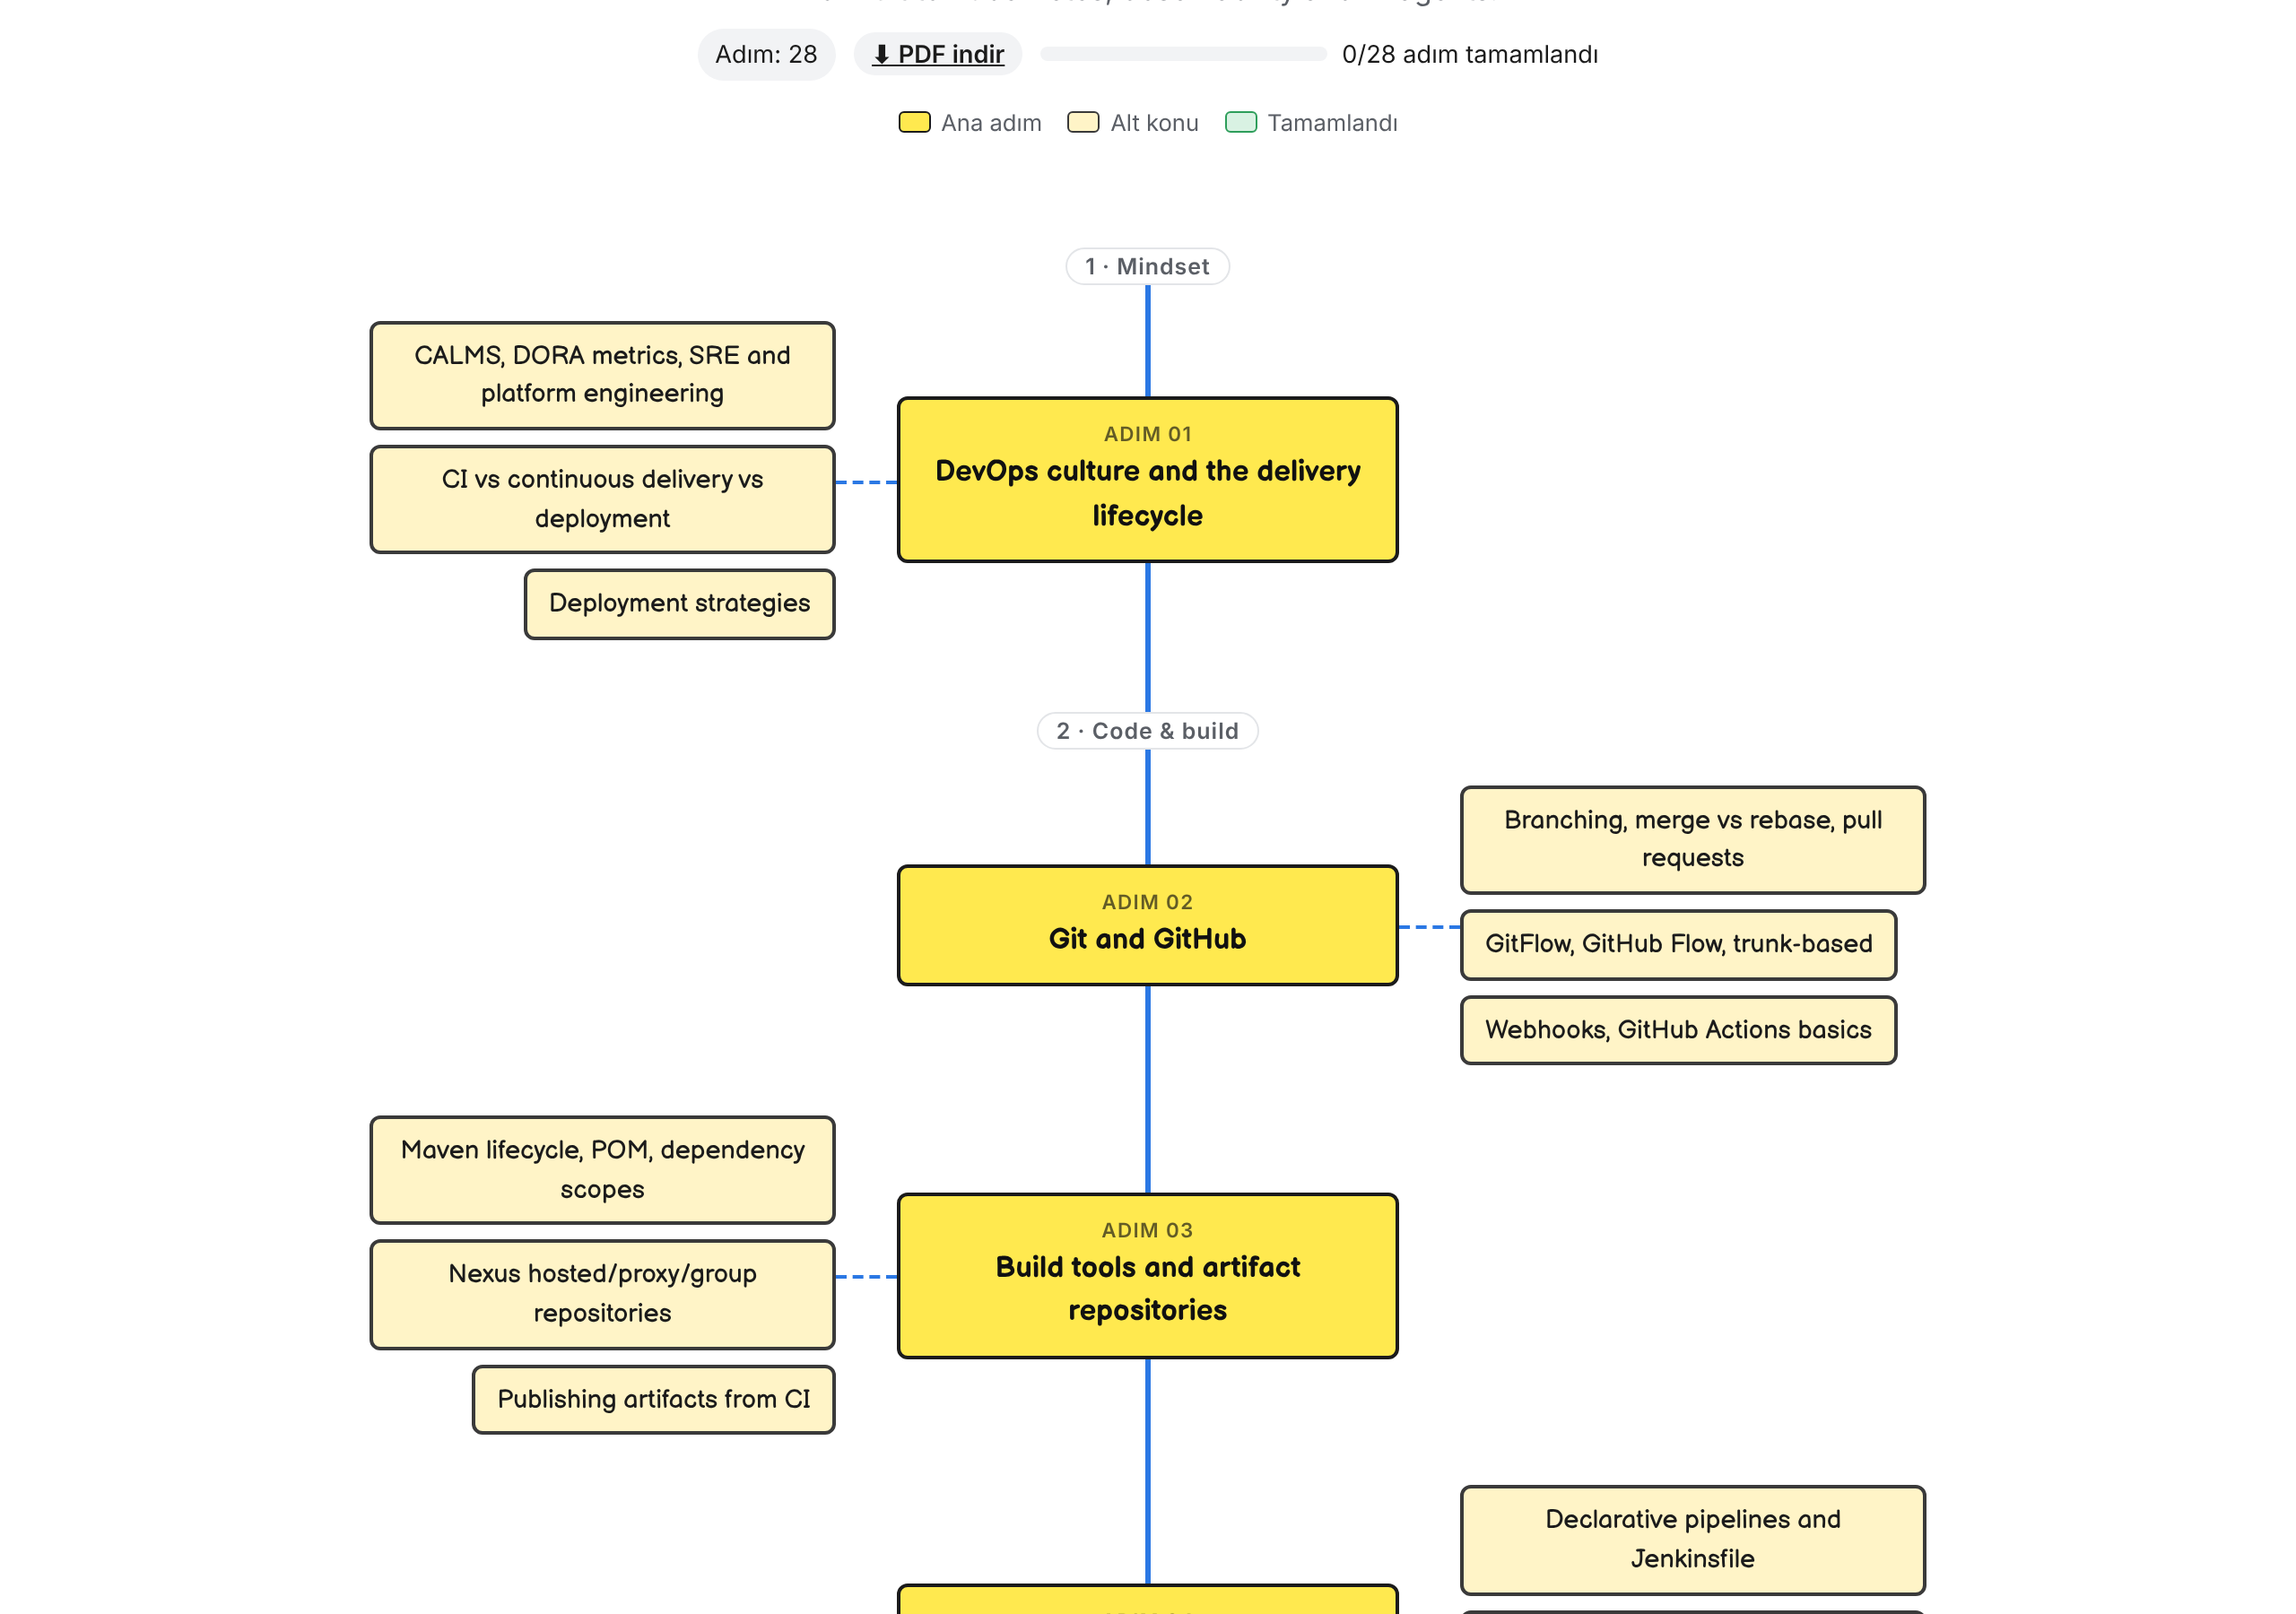 Adım: 28
⬇ PDF indir
0/28 adım tamamlandı
Ana adım
Alt konu
Tamamlandı
1 · Mindset
CALMS, DORA metrics, SRE and
platform engineering
CI vs continuous delivery vs
deployment
Deployment strategies
ADIM 01
DevOps culture and the delivery
lifecycle
2 · Code & build
ADIM 02
Git and GitHub
Branching, merge vs rebase, pull
requests
GitFlow, GitHub Flow, trunk-based
Webhooks, GitHub Actions basics
Maven lifecycle, POM, dependency
scopes
Nexus hosted/proxy/group
repositories
Publishing artifacts from CI
ADIM 03
Build tools and artifact
repositories
Declarative pipelines and
Jenkinsfile